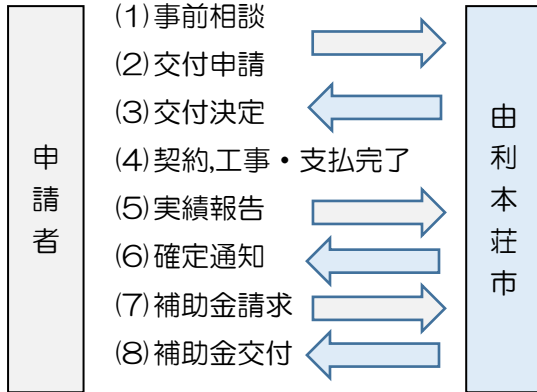 申請者
(1)事前相談
(2)交付申請
(3)交付決定
(4)契約,工事・支払完了
(5)実績報告
(6)確定通知
(7)補助金請求
(8)補助金交付
由利本荘市